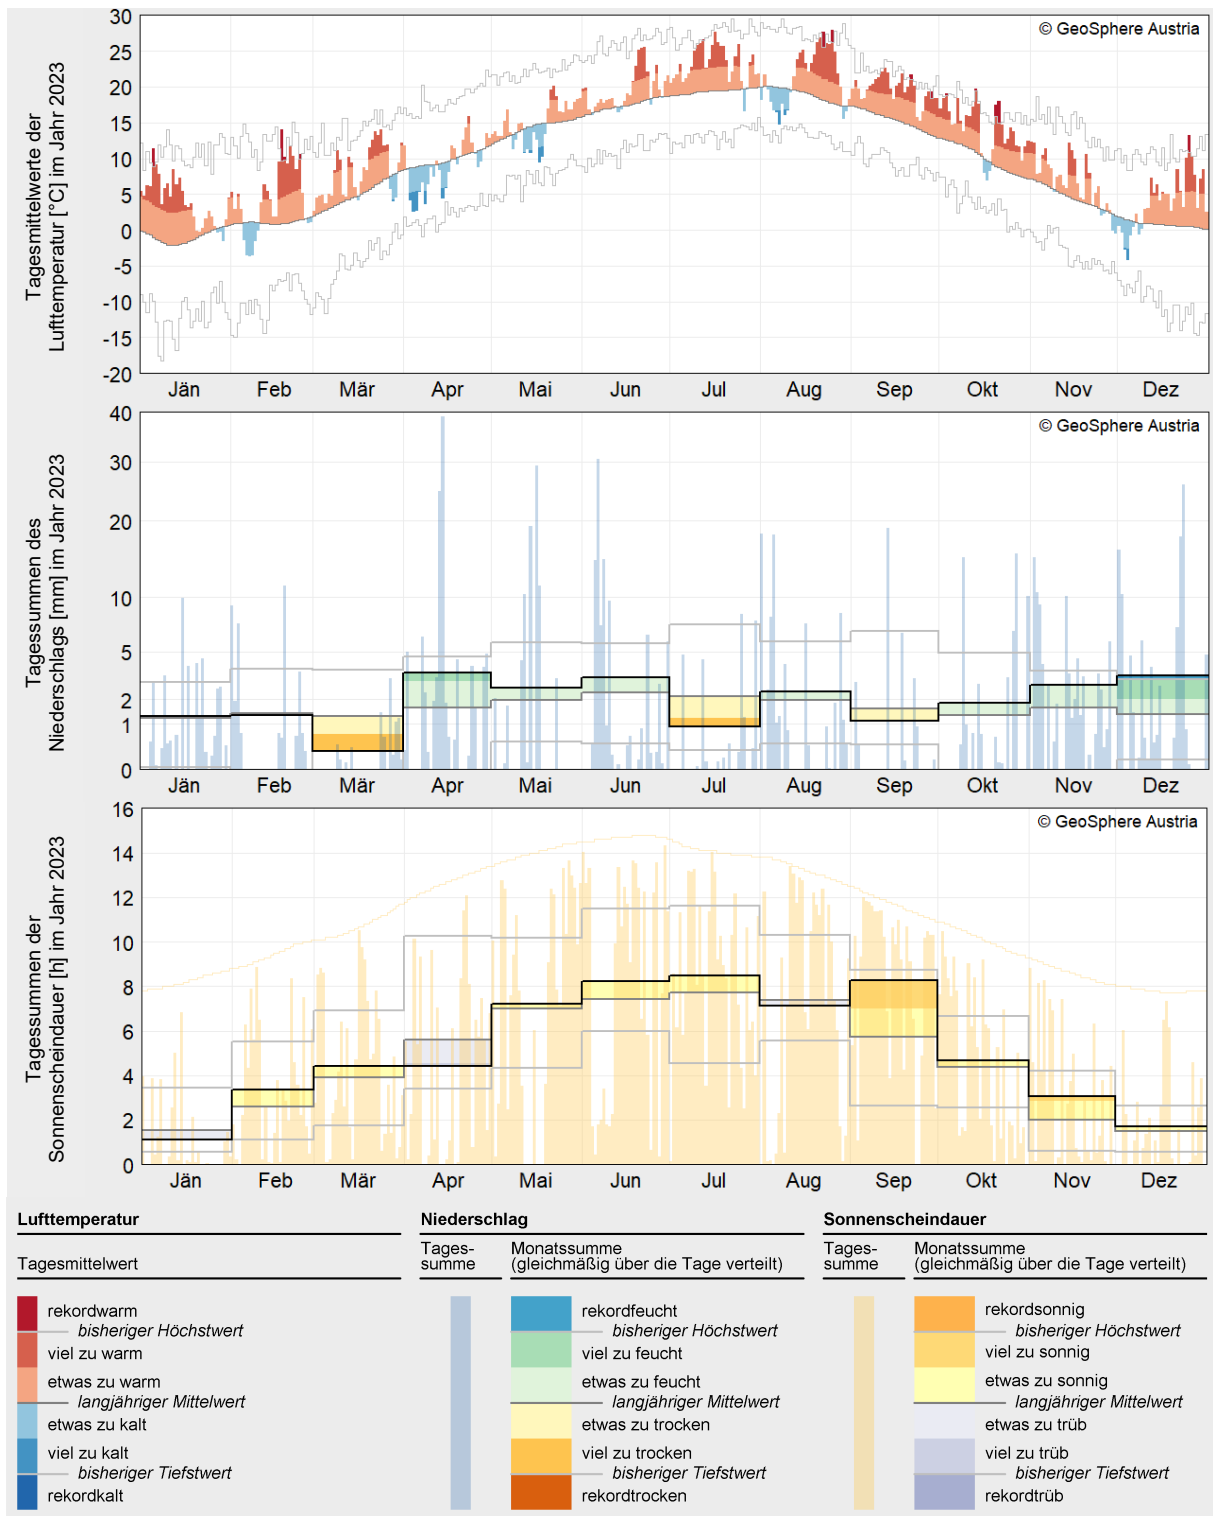 Tagesmittelwerte der
Lufttemperatur [°C] im Jahr 2023
30
25
20
15
10
5
0
-5
-10
-15
-20
© GeoSphere Austria
Jän Feb Mär Apr Mai Jun Jul Aug Sep Okt Nov Dez
Tagessummen des
Niederschlags [mm] im Jahr 2023
40
30
20
10
5
2
1
0
© GeoSphere Austria
Jän Feb Mär Apr Mai Jun Jul Aug Sep Okt Nov Dez
Tagessummen der
Sonnenscheindauer [h] im Jahr 2023
16
14
12
10
8
6
4
2
0
© GeoSphere Austria
Jän Feb Mär Apr Mai Jun Jul Aug Sep Okt Nov Dez
Lufttemperatur
Tagesmittelwert
rekordwarm
bisheriger Höchstwert
viel zu warm
etwas zu warm
langjähriger Mittelwert
etwas zu kalt
viel zu kalt
bisheriger Tiefstwert
rekordkalt
Niederschlag
Tages-
summe
Monatssumme
(gleichmäßig über die Tage verteilt)
rekordfeucht
bisheriger Höchstwert
viel zu feucht
etwas zu feucht
langjähriger Mittelwert
etwas zu trocken
viel zu trocken
bisheriger Tiefstwert
rekordtrocken
Sonnenscheindauer
Tages-
summe
Monatssumme
(gleichmäßig über die Tage verteilt)
rekordsonnig
bisheriger Höchstwert
viel zu sonnig
etwas zu sonnig
langjähriger Mittelwert
etwas zu trüb
viel zu trüb
bisheriger Tiefstwert
rekordtrüb